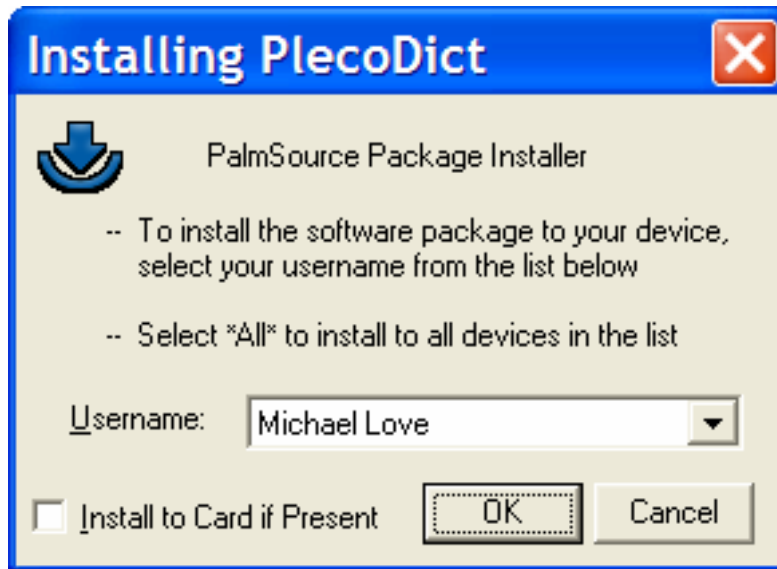 Installing PlecoDict
PalmSource Package Installer
-- To install the software package to your device,
select your username from the list below
-- Select *All* to install to all devices in the list
Username: Michael Love
Install to Card if Present OK Cancel